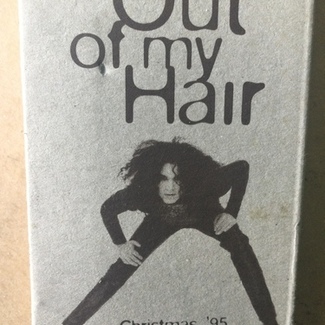 Out
of my
Hair
Christmas '95